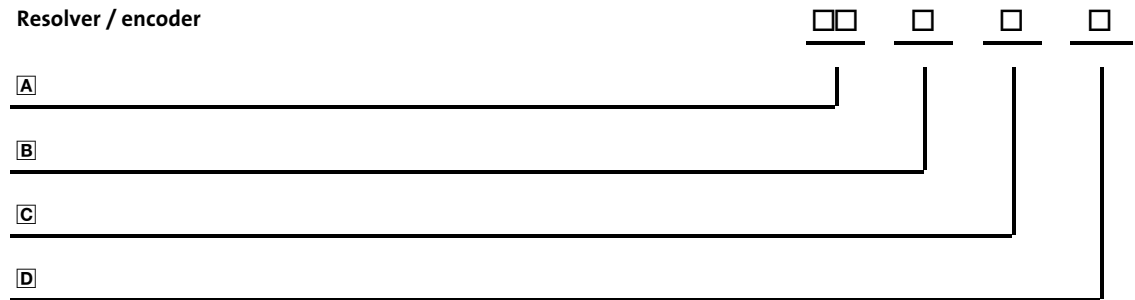 Resolver / encoder □□ □ □ □
A
B
C
D